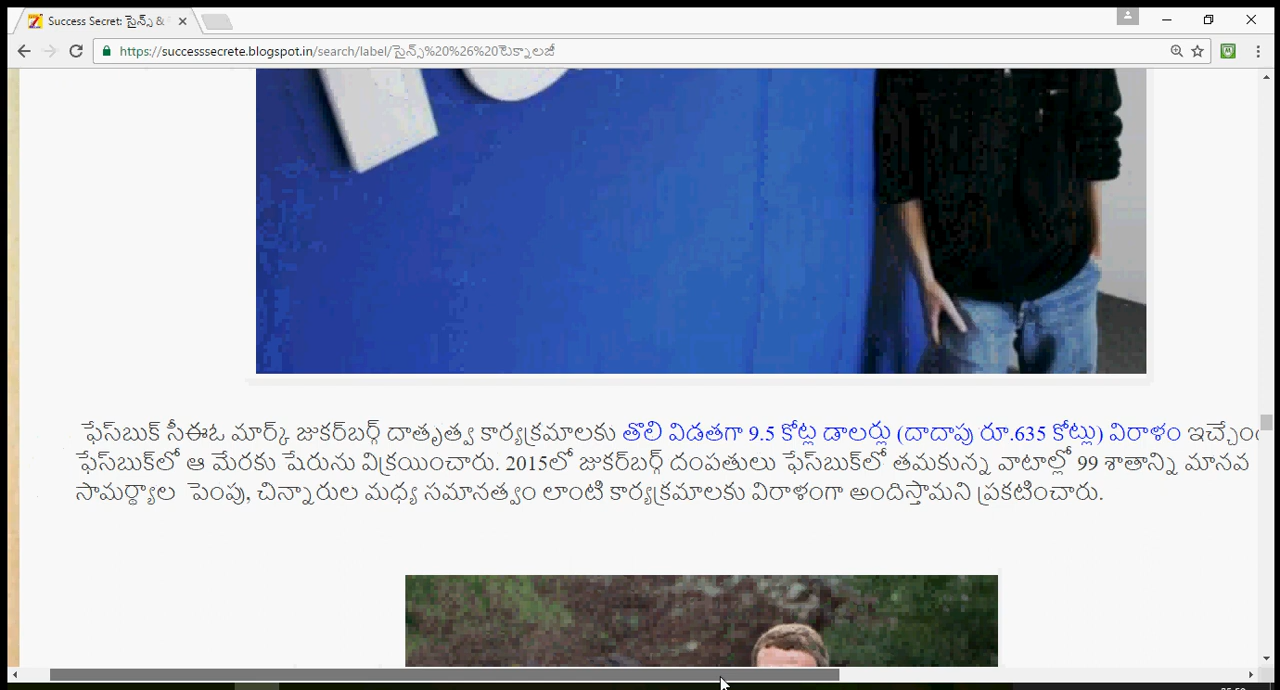 Success Secret: సైన్స్ &
https://successsecrete.blogspot.in/search/label/సైన్స్%20%26%20టెక్నాలజీ
ఫేస్‌బుక్ సీఈఓ మార్క్ జుకర్‌బర్గ్ దాతృత్వ కార్యక్రమాలకు తొలి విడతగా 9.5 కోట్ల డాలర్లు (దాదాపు రూ.635 కోట్లు) విరాళం
ఫేస్‌బుక్‌లో ఆ మేరకు షేరును విక్రయించారు. 2015లో జుకర్‌బర్గ్ దంపతులు ఫేస్‌బుక్‌లో తమకున్న వాటాల్లో 99 శాతాన్ని మానవ
సామర్థ్యాల పెంపు, చిన్నారుల మధ్య సమానత్వం లాంటి కార్యక్రమాలకు విరాళంగా అందిస్తామని ప్రకటించారు.